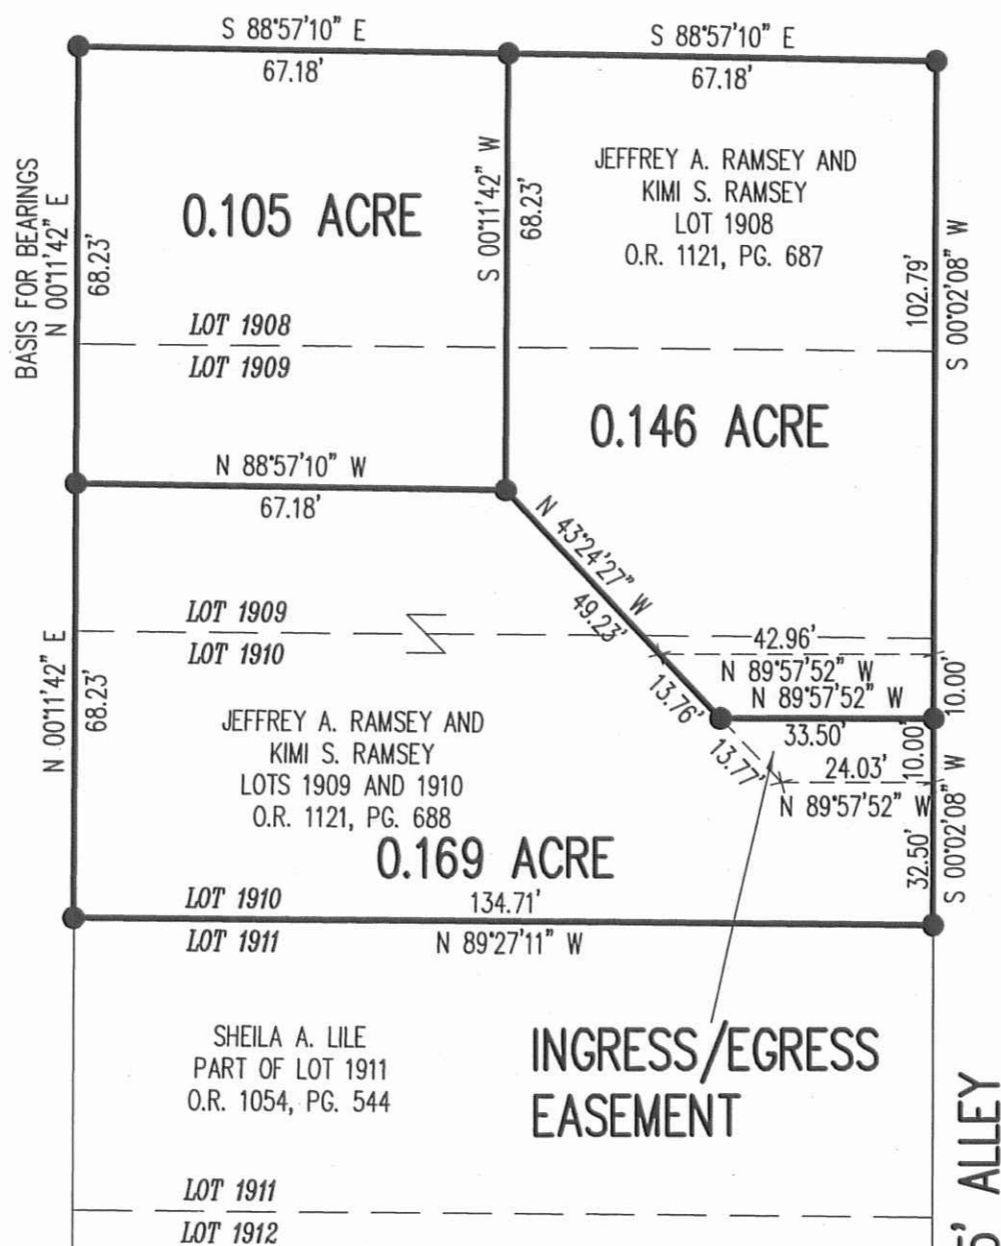 S 88°57'10" E
67.18'
S 88°57'10" E
67.18'
BASIS FOR BEARINGS
N 00°11'42" E
68.23'
0.105 ACRE
S 00°11'42" W
68.23'
JEFFREY A. RAMSEY AND
KIMI S. RAMSEY
LOT 1908
O.R. 1121, PG. 687
102.79'
S 00°02'08" W
LOT 1908
LOT 1909
0.146 ACRE
N 88°57'10" W
67.18'
N 43°24'27" W
49.23'
LOT 1909
LOT 1910
42.96'
N 89°57'52" W
10.00'
N 89°57'52" W
33.50'
13.76'
13.77'
10.00'
24.03'
N 89°57'52" W
N 00°11'42" E
68.23'
JEFFREY A. RAMSEY AND
KIMI S. RAMSEY
LOTS 1909 AND 1910
O.R. 1121, PG. 688
0.169 ACRE
32.50'
S 00°02'08" W
LOT 1910
134.71'
LOT 1911
N 89°27'11" W
SHEILA A. LILE
PART OF LOT 1911
O.R. 1054, PG. 544
INGRESS/EGRESS
EASEMENT
ALLEY
LOT 1911
LOT 1912